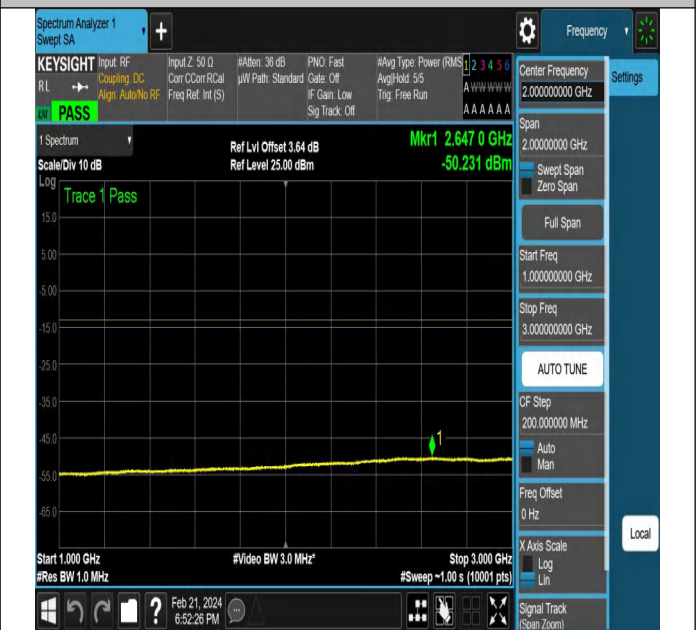 Spectrum Analyzer 1
Swept SA
+
Frequency
KEYSIGHT
RL
Input: RF
Coupling: DC
Align: Auto/No RF
Input Z: 50 Ω
Corr CCorr RCal
Freq Ref: Int (S)
#Atten: 36 dB
µW Path: Standard
PNO: Fast
Gate: Off
IF Gain: Low
Sig Track: Off
#Avg Type: Power (RMS
Avg|Hold: 5/5
Trig: Free Run
1 2 3 4 5 6
A W W W W W
A A A A A A
PASS
1 Spectrum
Scale/Div 10 dB
Ref Lvl Offset 3.64 dB
Ref Level 25.00 dBm
Mkr1 2.647 0 GHz
-50.231 dBm
Log
Trace 1 Pass
15.0
5.00
-5.00
-15.0
-25.0
-35.0
-45.0
-55.0
-65.0
1
Start 1.000 GHz
#Res BW 1.0 MHz
#Video BW 3.0 MHz*
Stop 3.000 GHz
#Sweep ~1.00 s (10001 pts)
?
Feb 21, 2024
6:52:26 PM
Center Frequency
2.000000000 GHz
Settings
Span
2.00000000 GHz
Swept Span
Zero Span
Full Span
Start Freq
1.000000000 GHz
Stop Freq
3.000000000 GHz
AUTO TUNE
CF Step
200.000000 MHz
Auto
Man
Freq Offset
0 Hz
X Axis Scale
Log
Lin
Local
Signal Track
(Span Zoom)